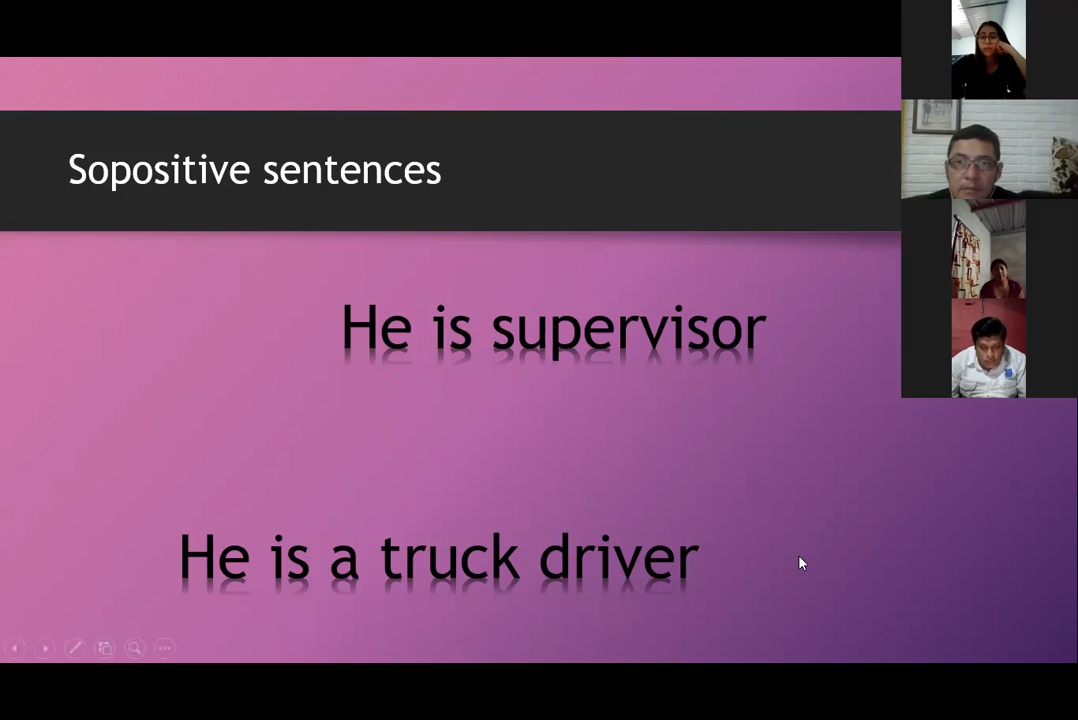 Sopositive sentences
He is supervisor
He is a truck driver